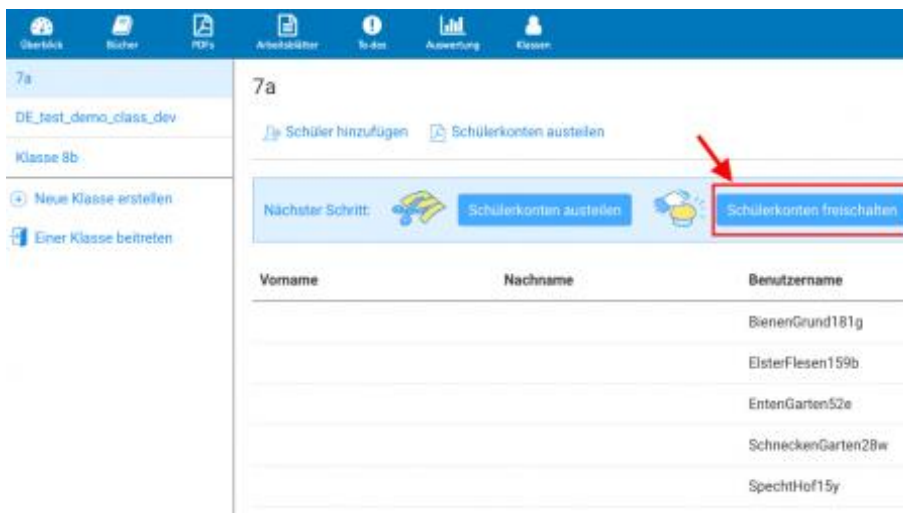 Überblick Bücher PDFs Arbeitsblätter To-dos Auswertung Klassen
7a
DE_test_demo_class_dev
Klasse 8b
Neue Klasse erstellen
Einer Klasse beitreten
7a
Schüler hinzufügen Schülerkonten austeilen
Nächster Schritt: Schülerkonten austeilen Schülerkonten freischalten
Vorname Nachname Benutzername
BienenGrund181g
ElsterFlesen159b
EntenGarten52e
SchneckenGarten28w
SpechtHof15y